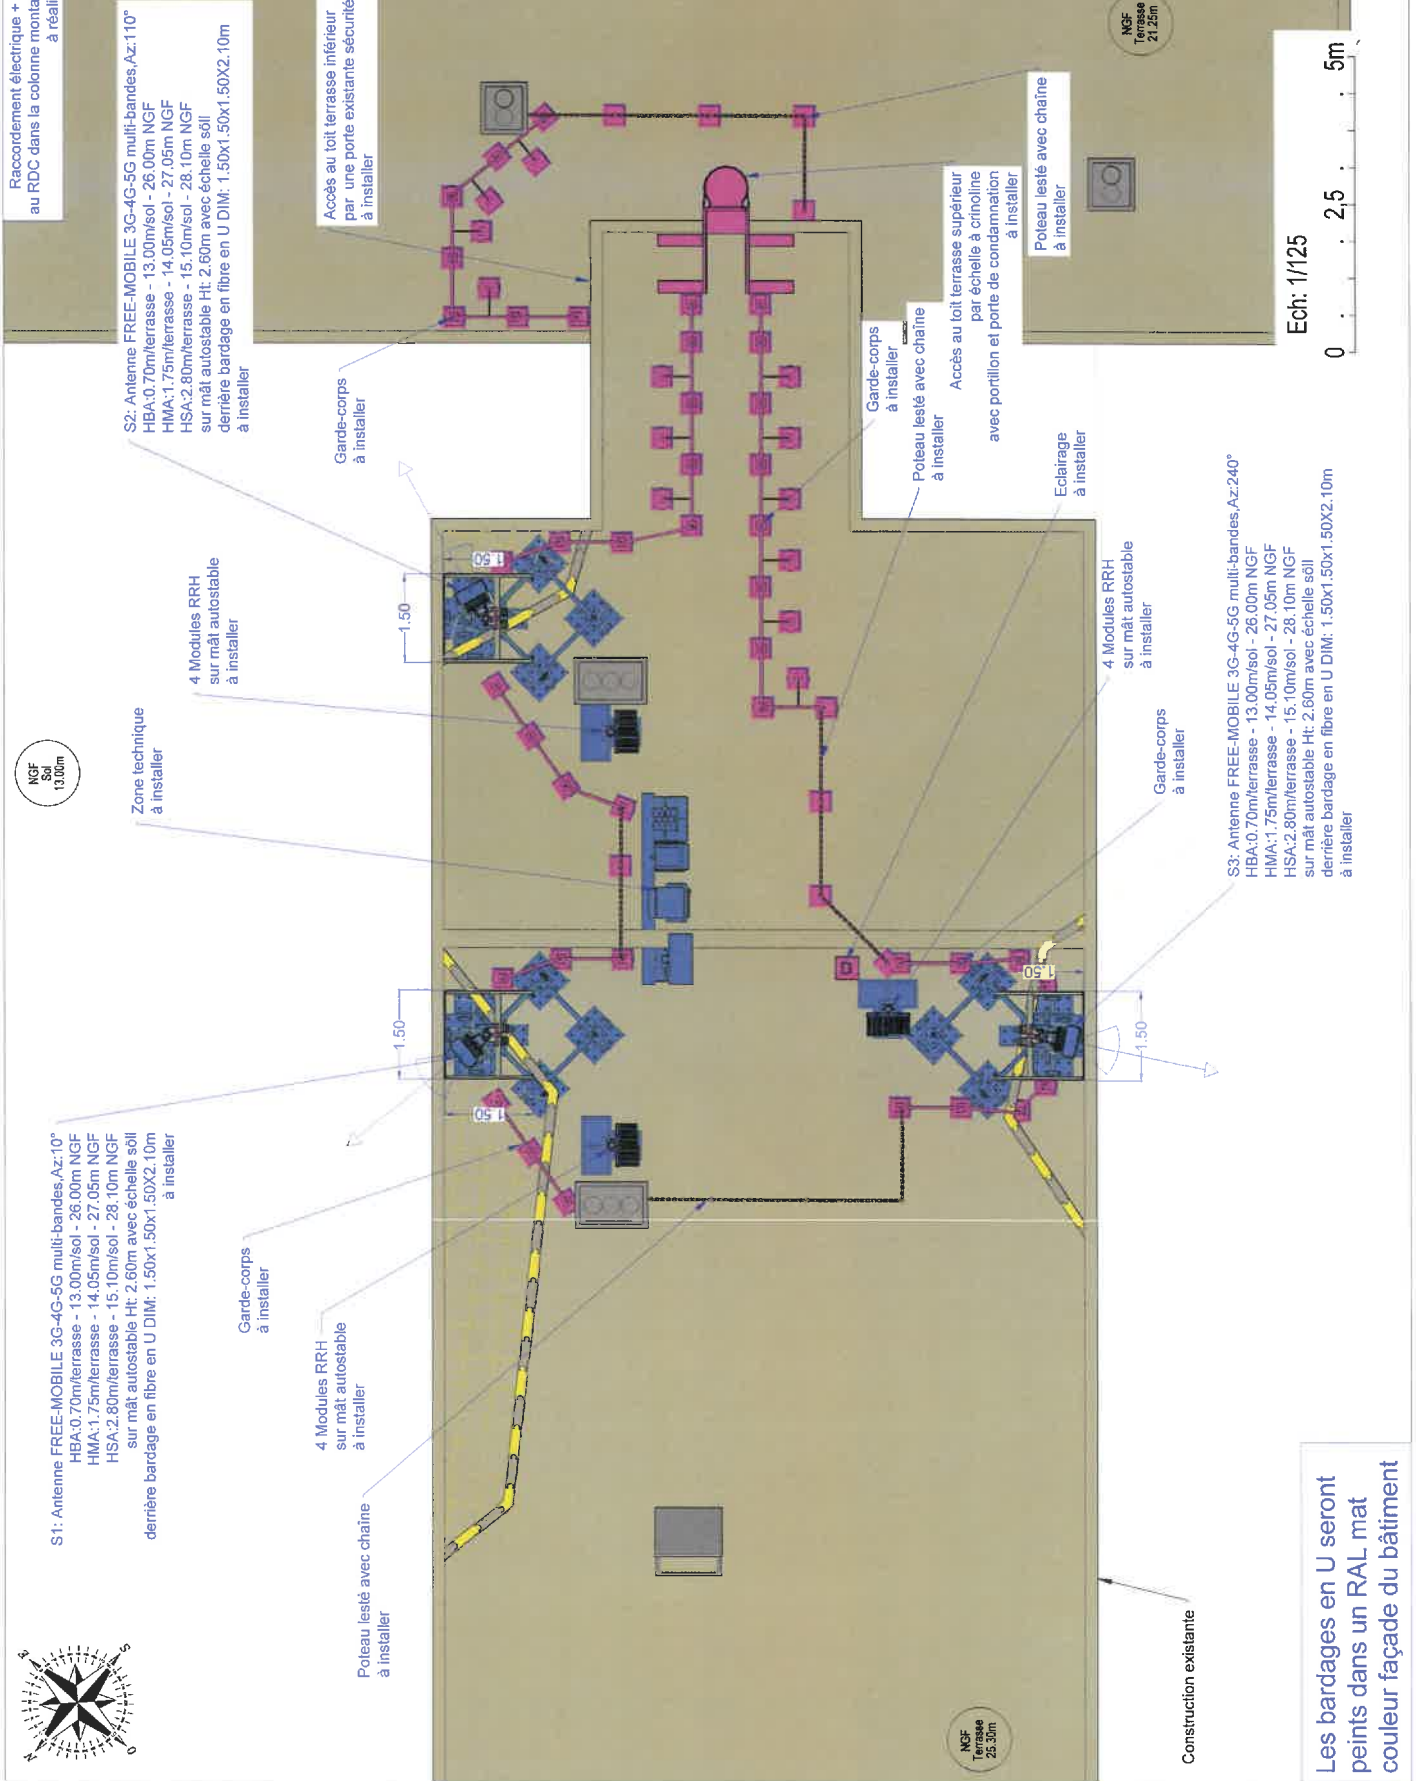 Raccordement électrique +
au RDC dans la colonne monta
à réali
S2: Antenne FREE-MOBILE 3G-4G-5G multi-bandes,Az:110°
HBA:0.70m/terrasse - 13.00m/sol - 26.00m NGF
HMA:1.75m/terrasse - 14.05m/sol - 27.05m NGF
HSA:2.80m/terrasse - 15.10m/sol - 28.10m NGF
sur mât autostable Ht: 2.60m avec échelle söll
derrière bardage en fibre en U DIM: 1.50x1.50x1.50X2.10m
à installer
Accès au toit terrasse inférieur
par une porte existante sécurité
à installer
NGF
Terrasse
21.25m
Garde-corps
à installer
NGF
Sol
13.00m
4 Modules RRH
sur mât autostable
à installer
Zone technique
à installer
1.50
1.50
Poteau lesté avec chaîne
à installer
Accès au toit terrasse supérieur
par échelle à crinoline
avec portillon et porte de condamnation
à installer
Garde-corps
à installer
Poteau lesté avec chaîne
à installer
Eclairage
à installer
4 Modules RRH
sur mât autostable
à installer
Garde-corps
à installer
Ech: 1/125
0
2,5
5m
S3: Antenne FREE-MOBILE 3G-4G-5G multi-bandes,Az:240°
HBA:0.70m/terrasse - 13.00m/sol - 26.00m NGF
HMA:1.75m/terrasse - 14.05m/sol - 27.05m NGF
HSA:2.80m/terrasse - 15.10m/sol - 28.10m NGF
sur mât autostable Ht: 2.60m avec échelle söll
derrière bardage en fibre en U DIM: 1.50x1.50x1.50X2.10m
à installer
1.50
1.50
1.50
1.50
S1: Antenne FREE-MOBILE 3G-4G-5G multi-bandes,Az:10°
HBA:0.70m/terrasse - 13.00m/sol - 26.00m NGF
HMA:1.75m/terrasse - 14.05m/sol - 27.05m NGF
HSA:2.80m/terrasse - 15.10m/sol - 28.10m NGF
sur mât autostable Ht: 2.60m avec échelle söll
derrière bardage en fibre en U DIM: 1.50x1.50x1.50X2.10m
à installer
Garde-corps
à installer
4 Modules RRH
sur mât autostable
à installer
Poteau lesté avec chaine
à installer
N
E
S
O
NGF
Terrasse
25.30m
Construction existante
Les bardages en U seront
peints dans un RAL mat
couleur façade du bâtiment